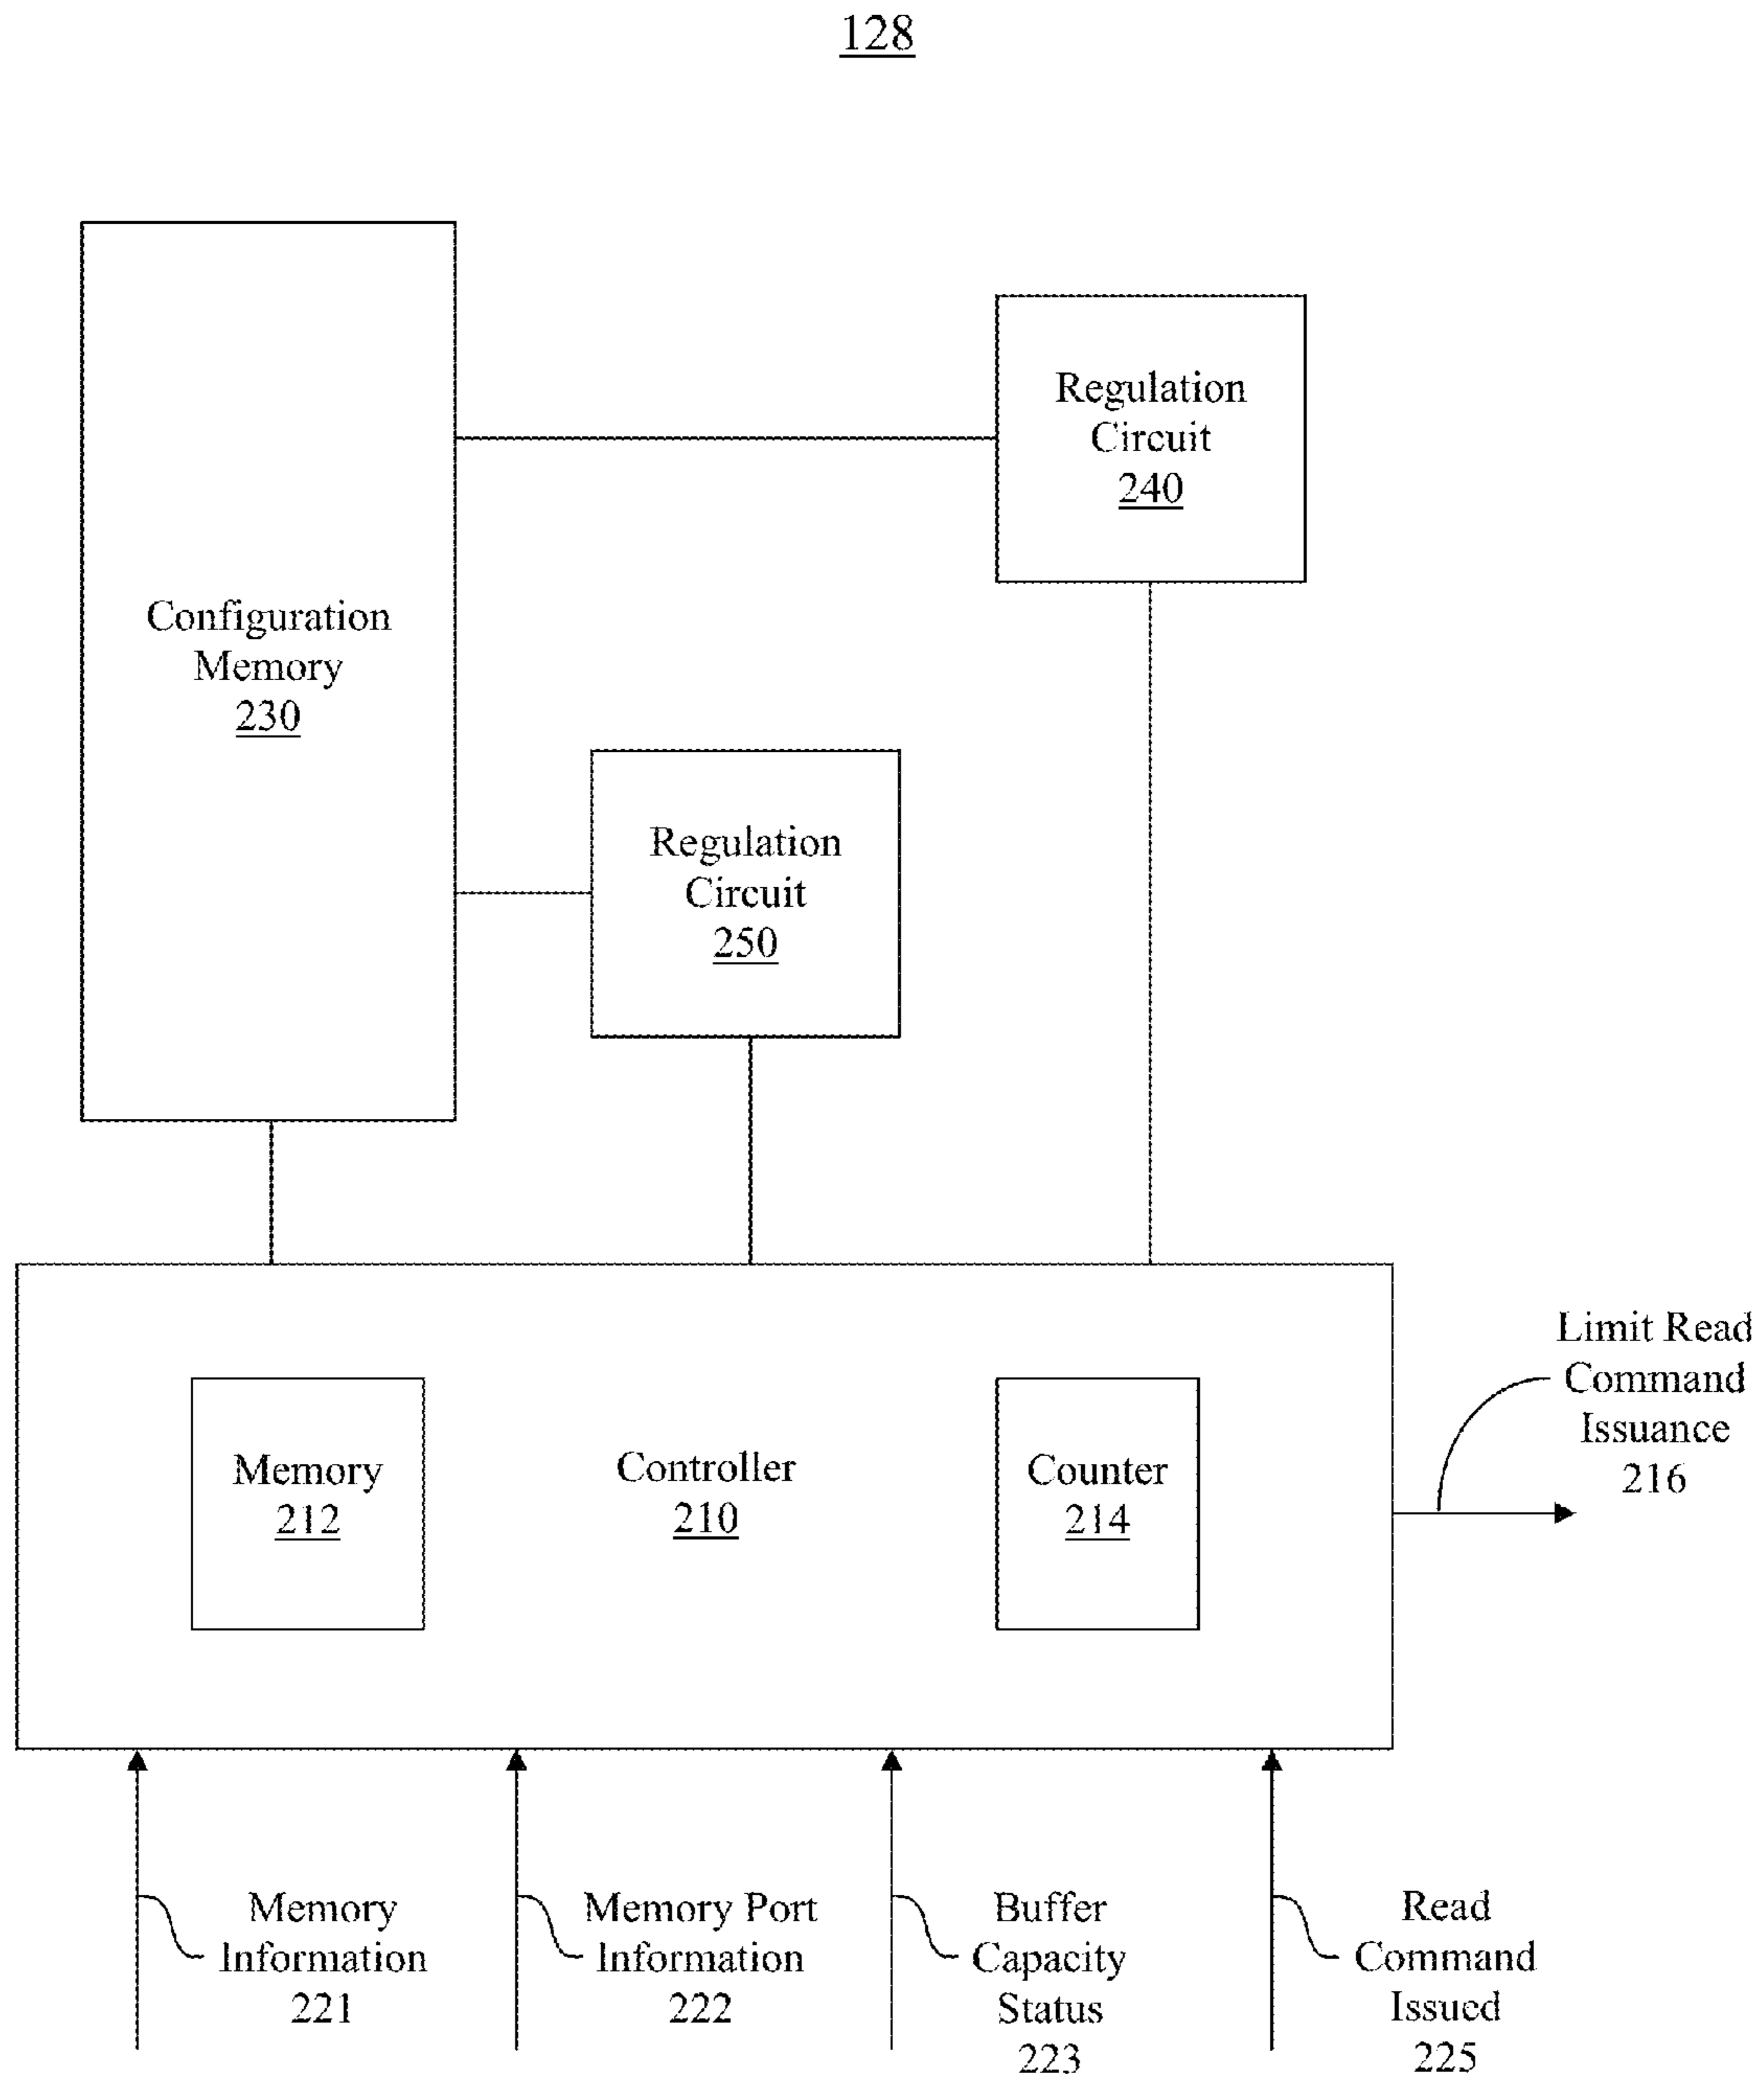 128
Regulation
Circuit
240
Configuration
Memory
230
Regulation
Circuit
250
Limit Read
Command
Issuance
216
Memory
212
Controller
210
Counter
214
Memory
Information
221
Memory Port
Information
222
Buffer
Capacity
Status
223
Read
Command
Issued
225